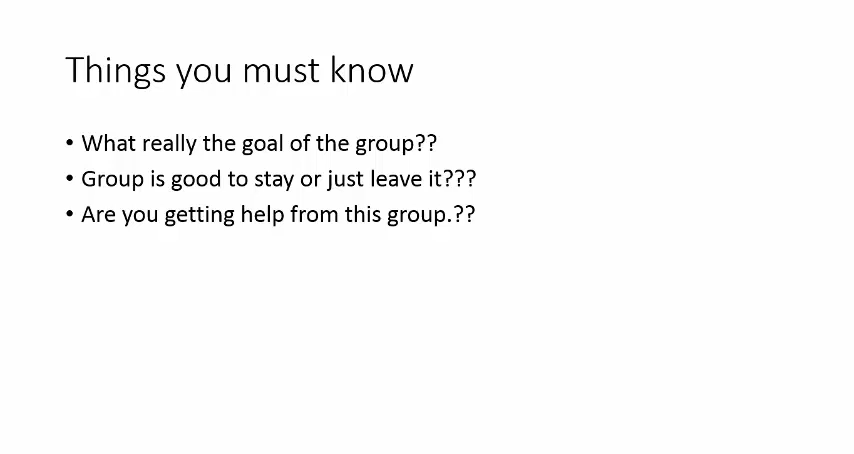 Things you must know
• What really the goal of the group??
• Group is good to stay or just leave it???
• Are you getting help from this group.??